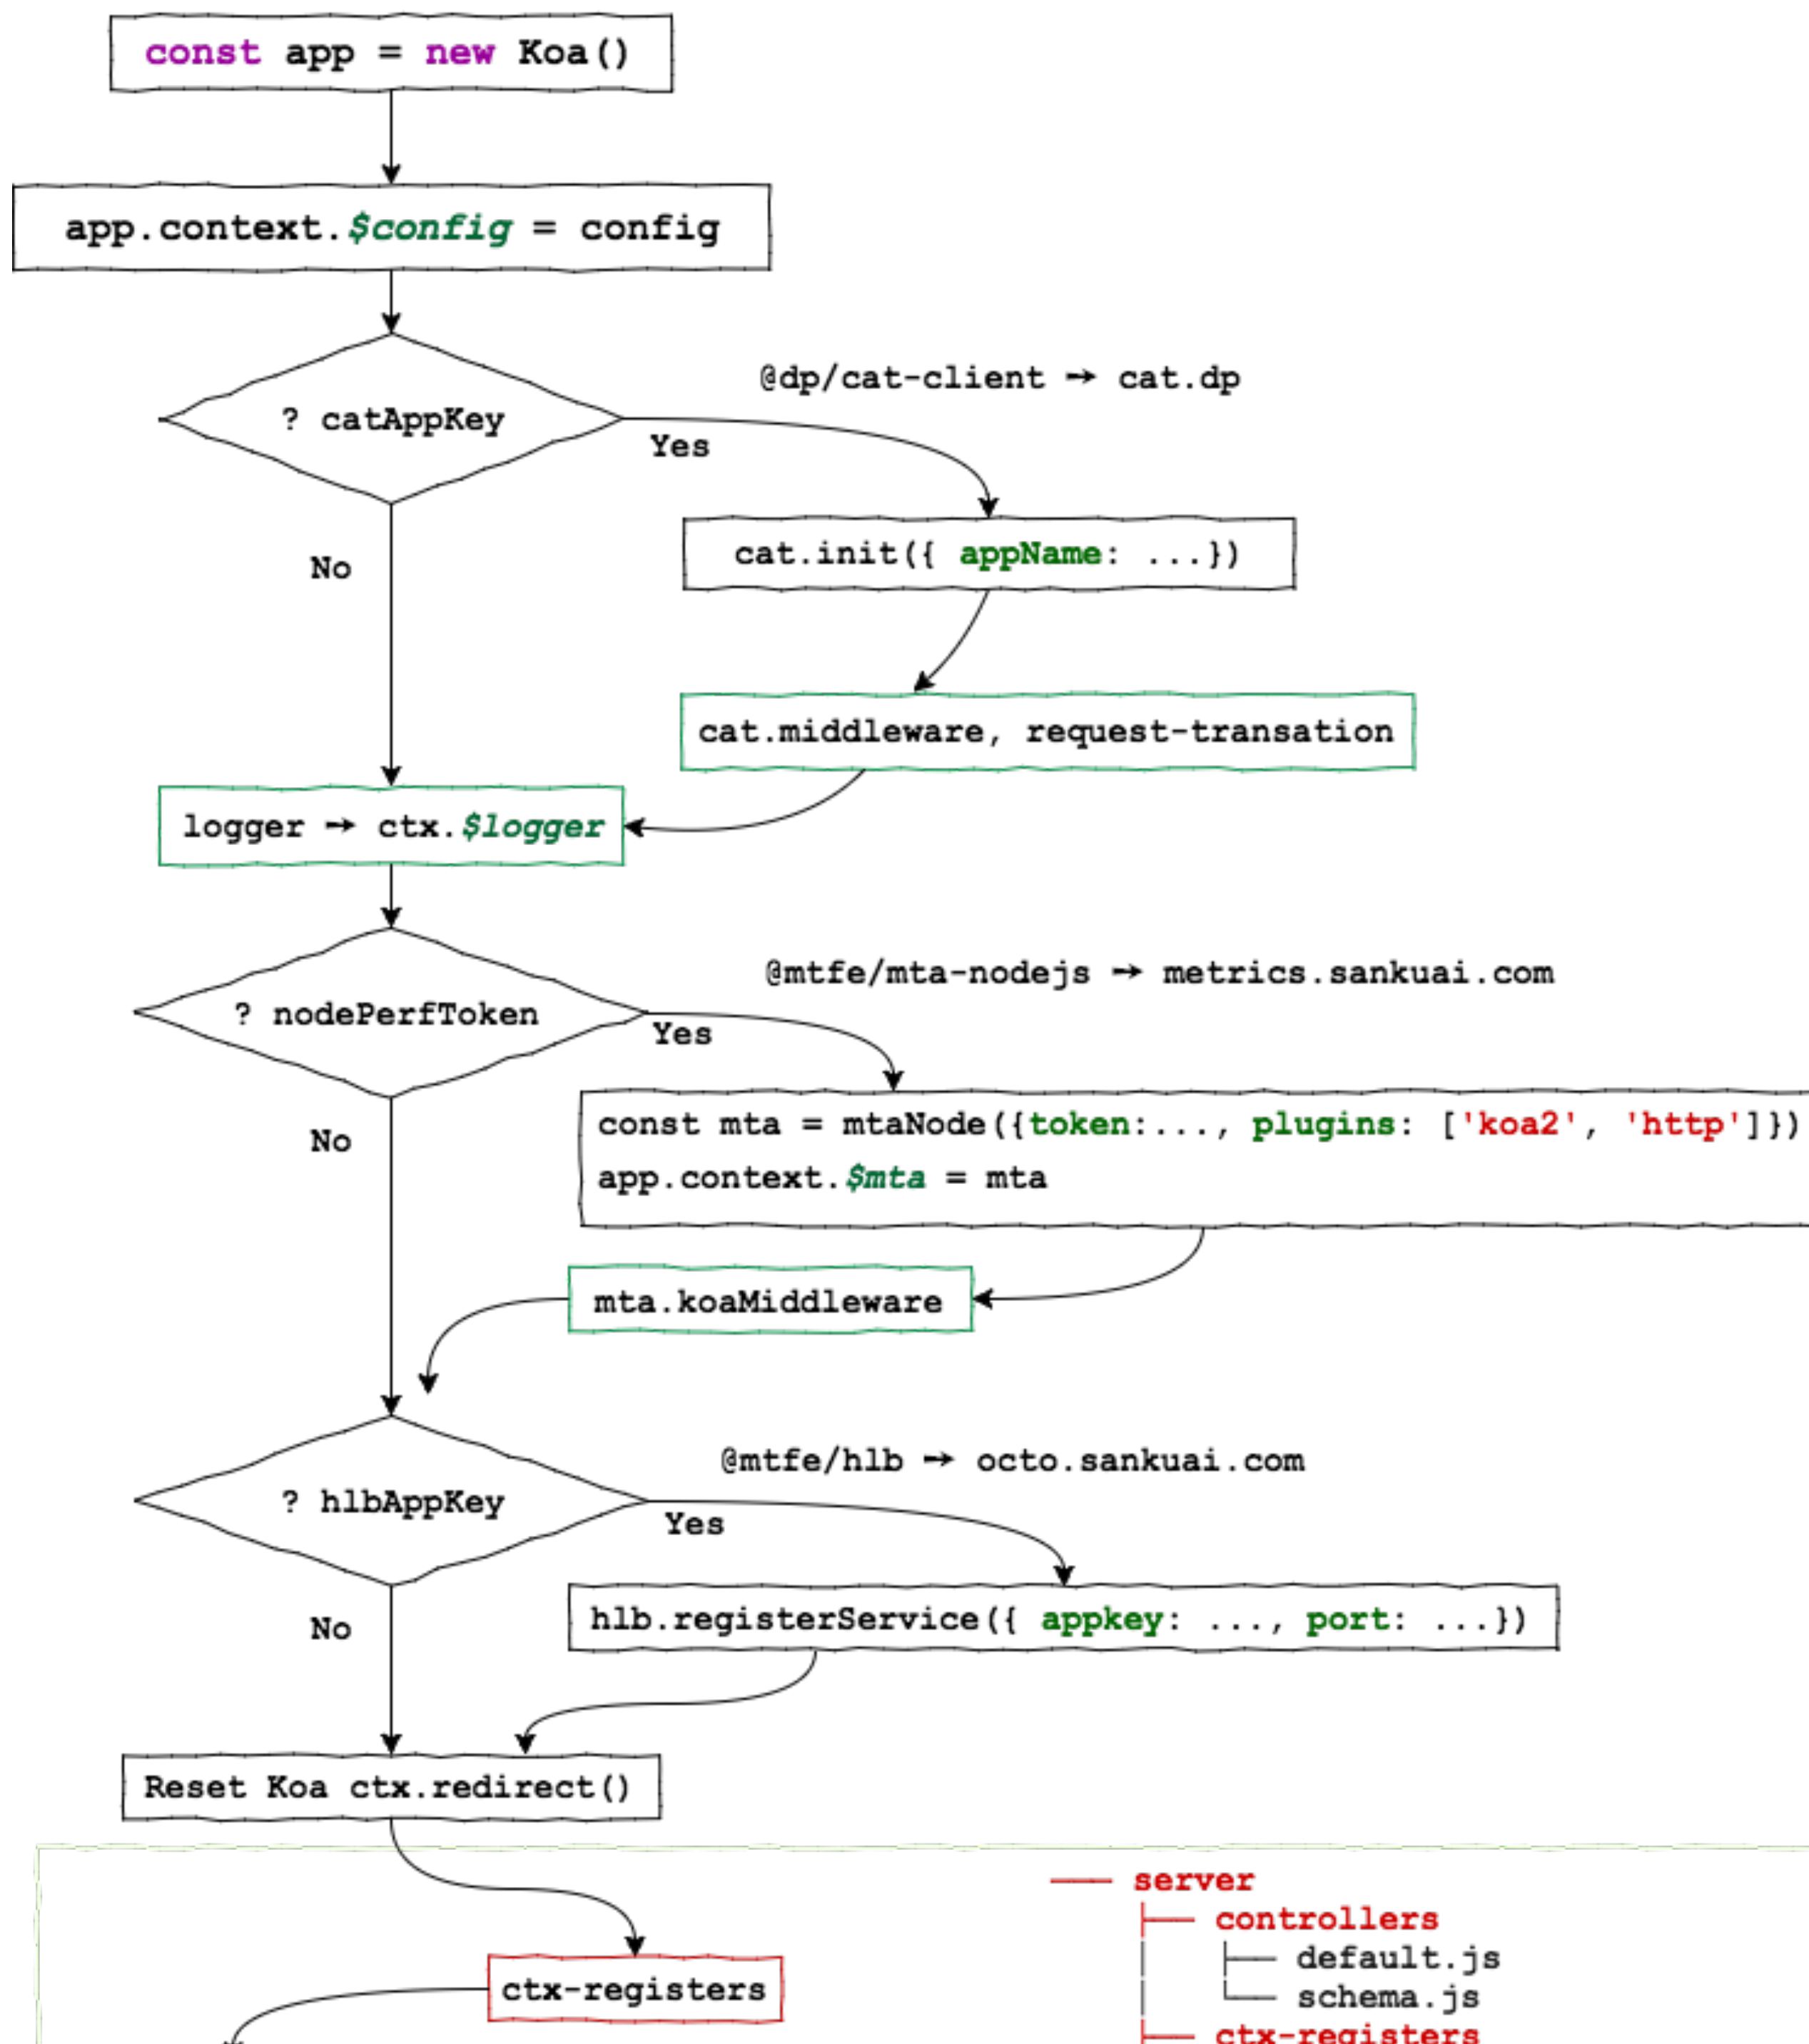 const app = new Koa()
app.context.$config = config
@dp/cat-client → cat.dp
? catAppKey
Yes
cat.init({ appName: ...})
No
cat.middleware, request-transation
logger → ctx.$logger
@mtfe/mta-nodejs → metrics.sankuai.com
? nodePerfToken
Yes
const mta = mtaNode({token:..., plugins: ['koa2', 'http']})
No
app.context.$mta = mta
mta.koaMiddleware
@mtfe/hlb → octo.sankuai.com
? hlbAppKey
Yes
hlb.registerService({ appkey: ..., port: ...})
No
Reset Koa ctx.redirect()
server
controllers
default.js
ctx-registers
schema.js
ctx-registers